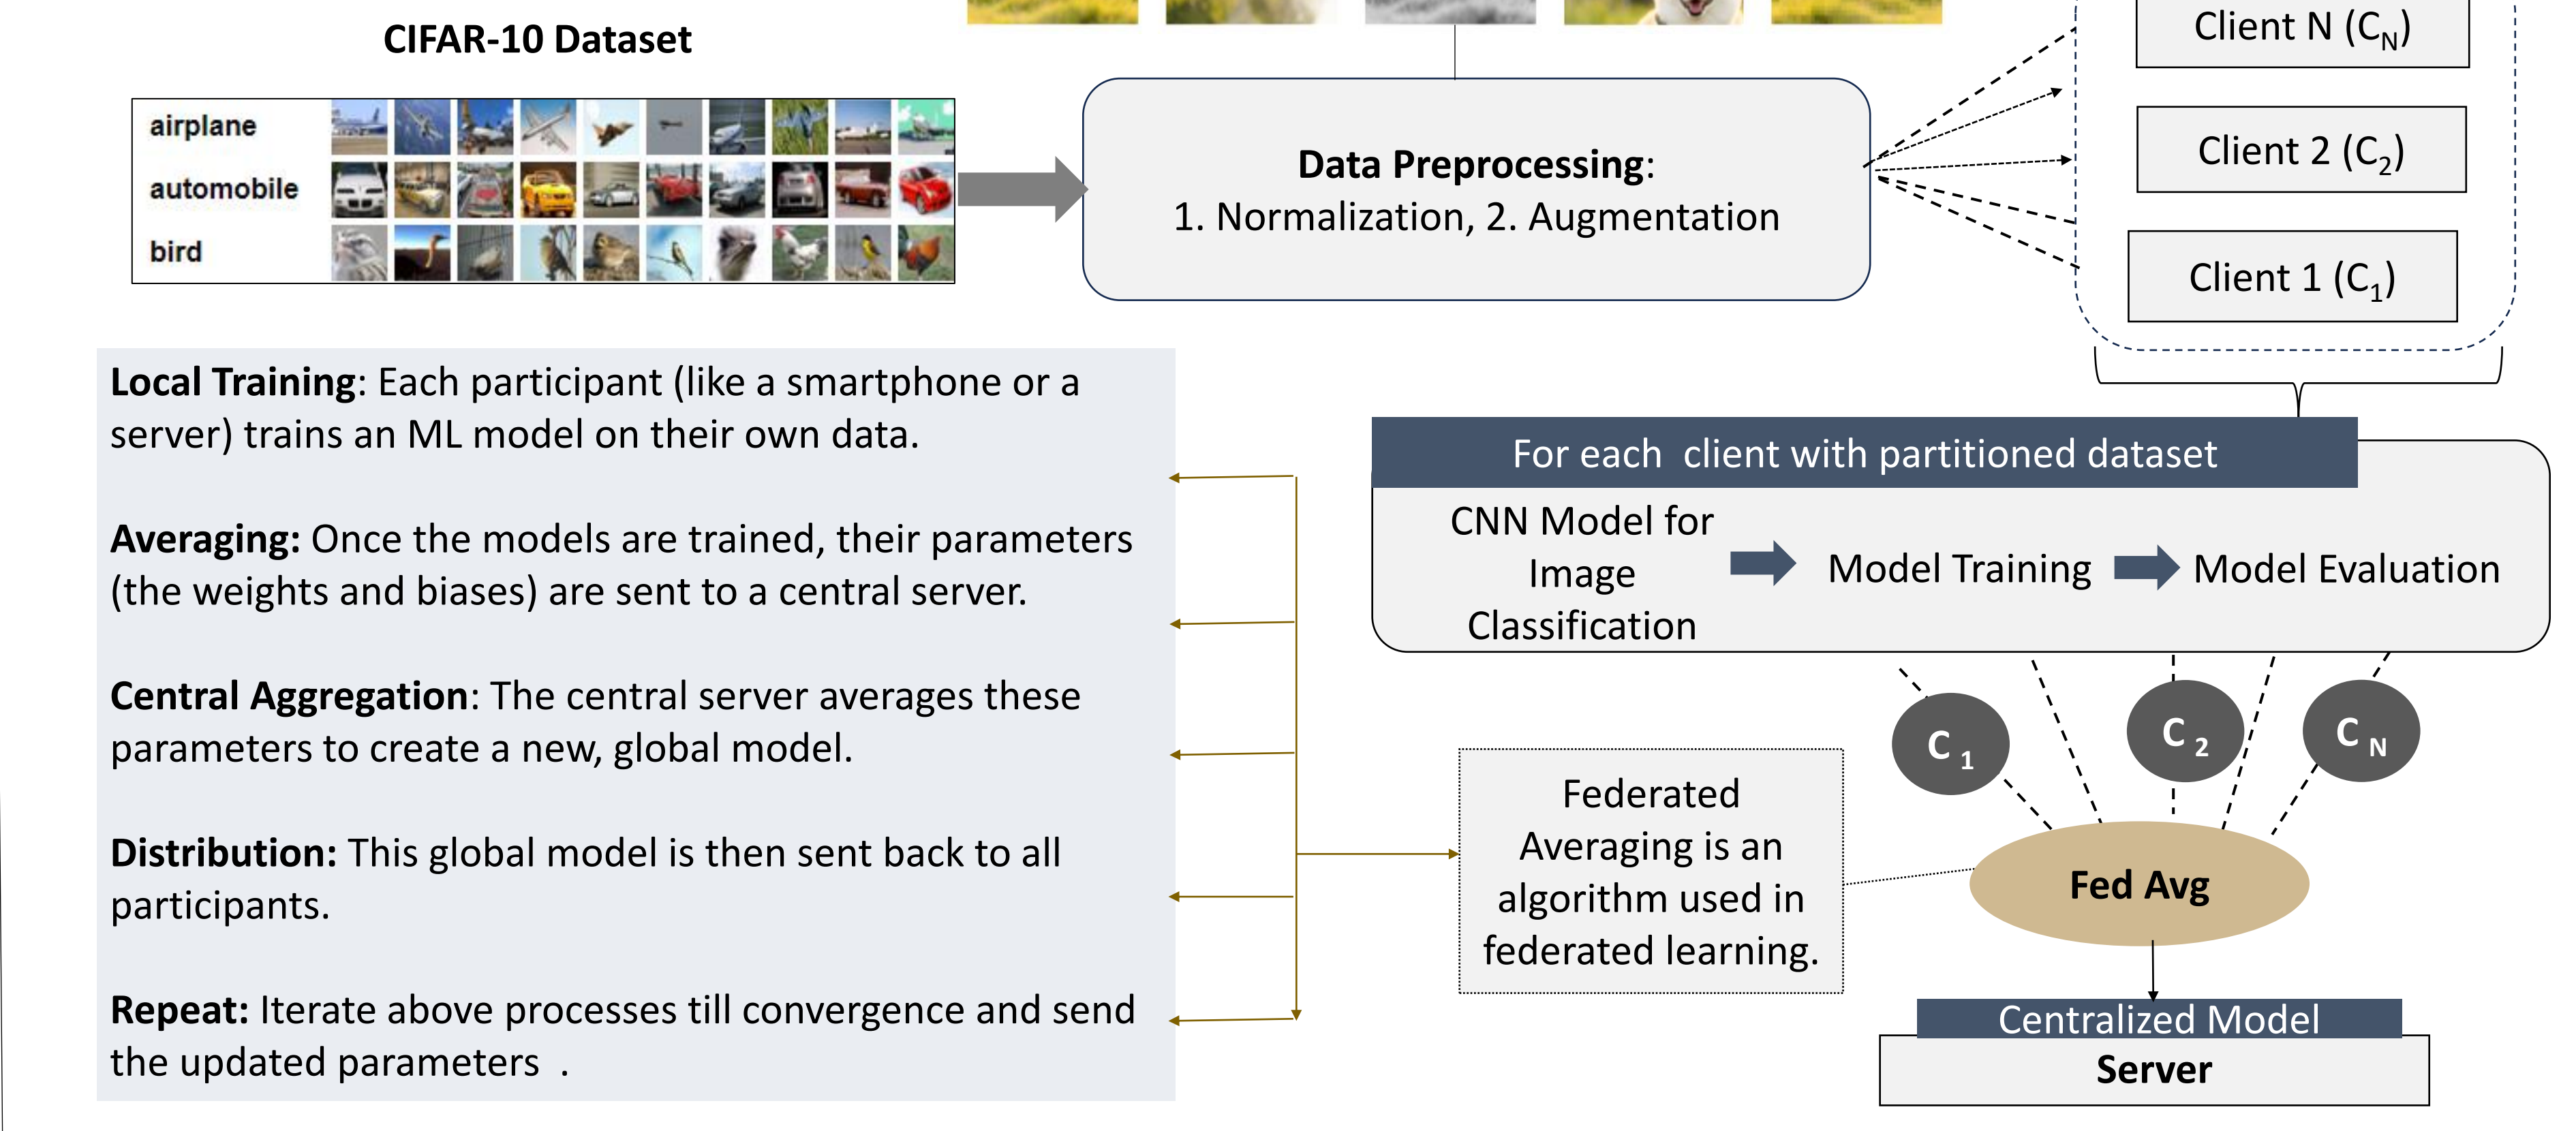 CIFAR-10 Dataset
airplane
automobile
bird
Data Preprocessing:
1. Normalization, 2. Augmentation
Client N (CN)
Client 2 (C2)
Client 1 (C1)
Local Training: Each participant (like a smartphone or a
server) trains an ML model on their own data.
Averaging: Once the models are trained, their parameters
(the weights and biases) are sent to a central server.
Central Aggregation: The central server averages these
parameters to create a new, global model.
Distribution: This global model is then sent back to all
participants.
Repeat: Iterate above processes till convergence and send
the updated parameters .
For each client with partitioned dataset
CNN Model for
Image
Classification
Model Training
Model Evaluation
C 1
C 2
C N
Federated
Averaging is an
algorithm used in
federated learning.
Fed Avg
Centralized Model
Server